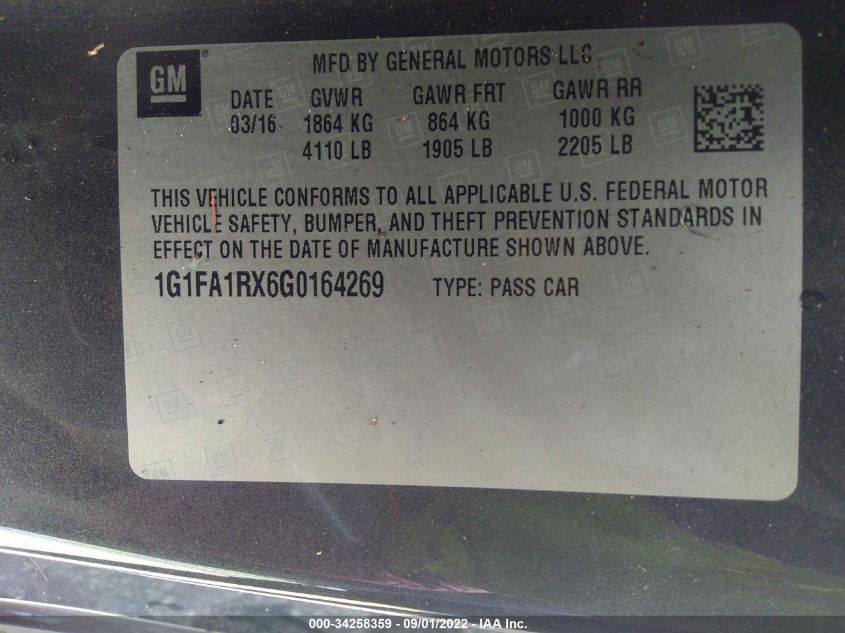 GM ®
MFD BY GENERAL MOTORS LLC
DATE GVWR GAWR FRT GAWR RR
03/16 1864 KG 864 KG 1000 KG
4110 LB 1905 LB 2205 LB
THIS VEHICLE CONFORMS TO ALL APPLICABLE U.S. FEDERAL MOTOR
VEHICLE SAFETY, BUMPER, AND THEFT PREVENTION STANDARDS IN
EFFECT ON THE DATE OF MANUFACTURE SHOWN ABOVE.
1G1FA1RX6G0164269 TYPE: PASS CAR
000-34258359 - 09/01/2022 - IAA Inc.